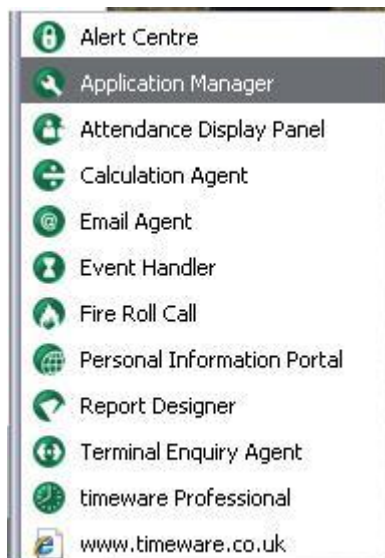 Alert Centre
Application Manager
Attendance Display Panel
Calculation Agent
Email Agent
Event Handler
Fire Roll Call
Personal Information Portal
Report Designer
Terminal Enquiry Agent
timeware Professional
www.timeware.co.uk